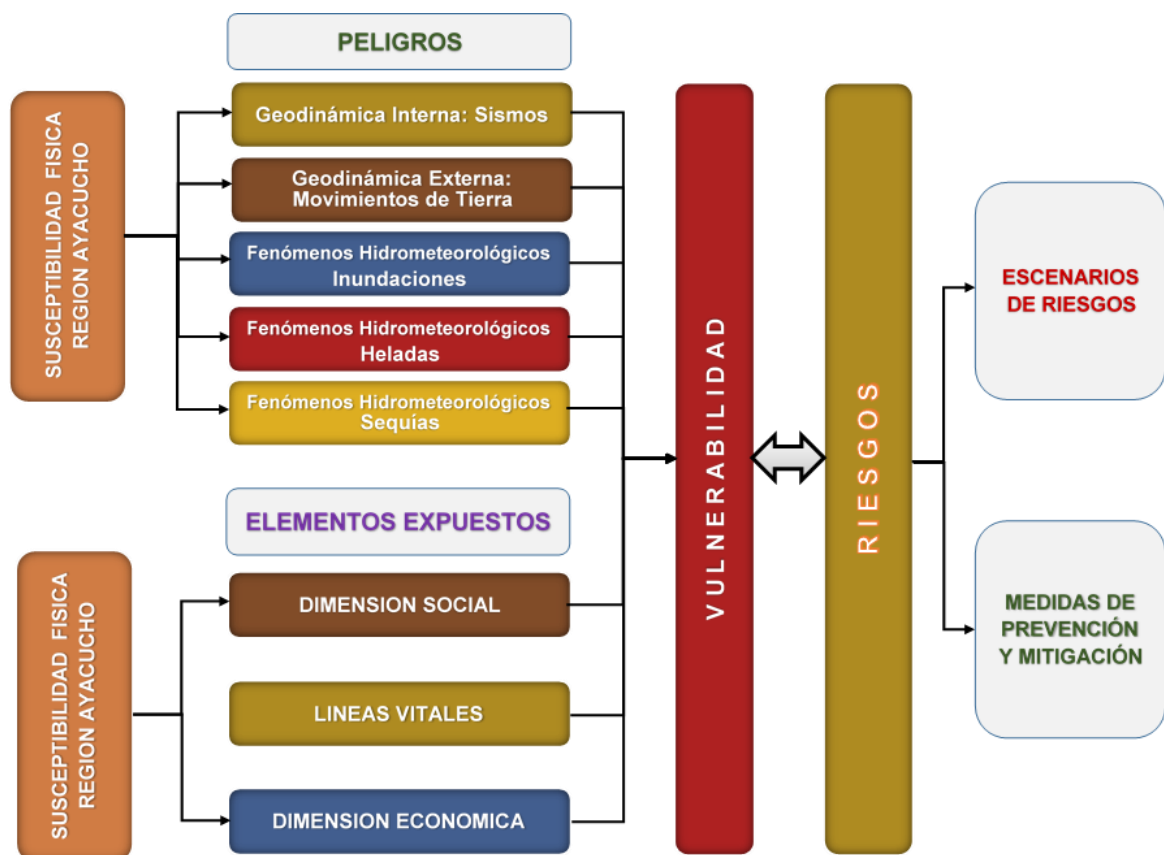 PELIGROS
SUSCEPTIBILIDAD FISICA
REGION AYACUCHO
Geodinámica Interna: Sismos
Geodinámica Externa:
Movimientos de Tierra
Fenómenos Hidrometeorológicos
Inundaciones
Fenómenos Hidrometeorológicos
Heladas
Fenómenos Hidrometeorológicos
Sequías
ELEMENTOS EXPUESTOS
SUSCEPTIBILIDAD FISICA
REGION AYACUCHO
DIMENSION SOCIAL
LINEAS VITALES
DIMENSION ECONOMICA
VULNERABILIDAD
RIESGOS
ESCENARIOS
DE RIESGOS
MEDIDAS DE
PREVENCIÓN
Y MITIGACIÓN